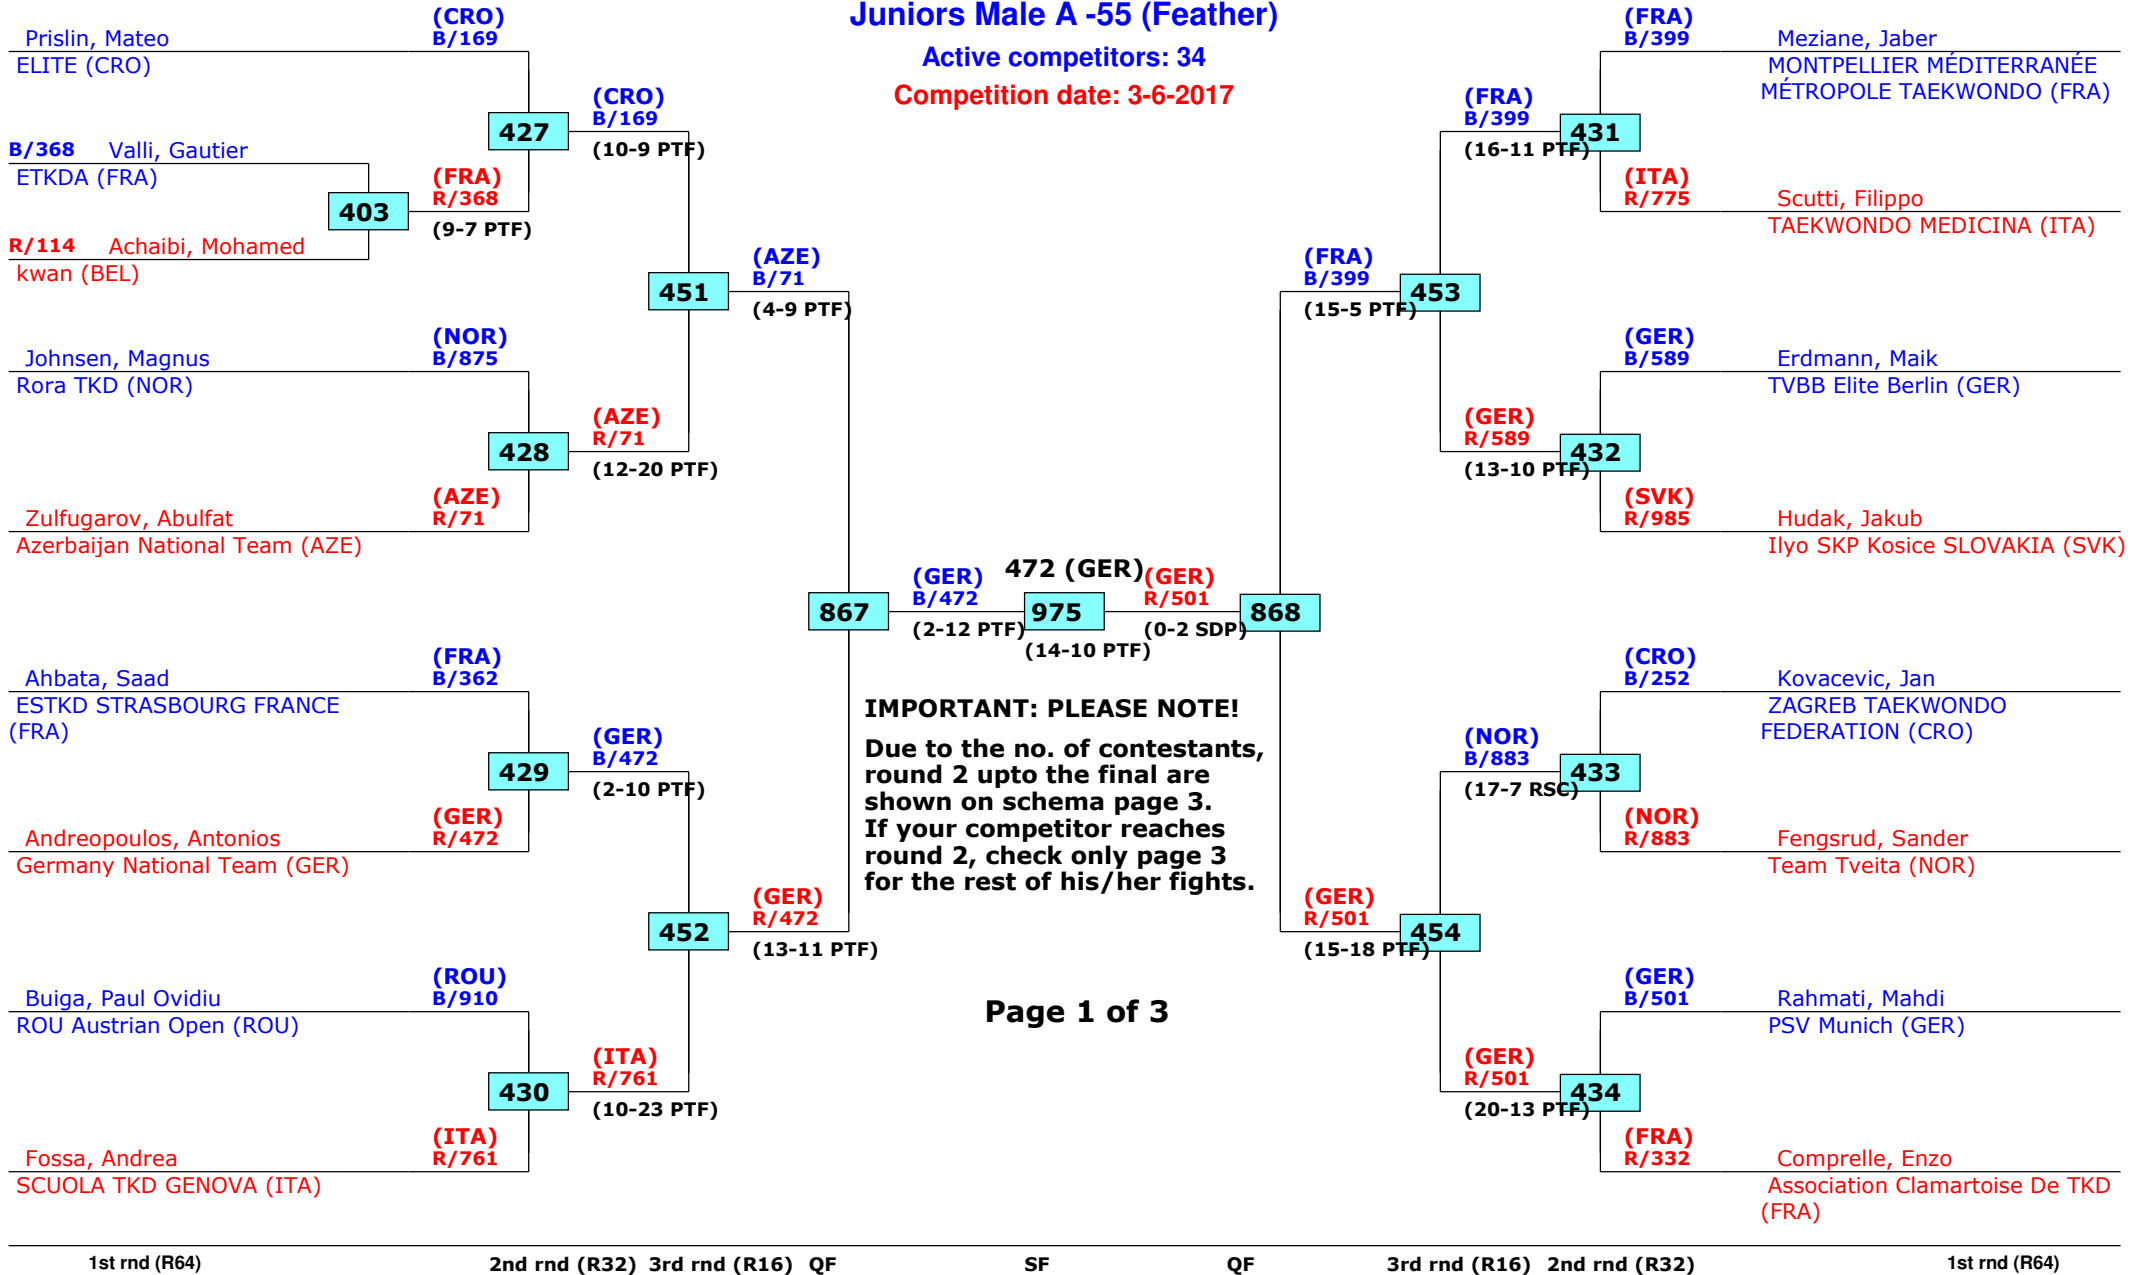 Juniors Male A -55 (Feather)
Active competitors: 34
Competition date: 3-6-2017
Prislin, Mateo
ELITE (CRO)
(CRO)
B/169
427
(CRO)
B/169
(10-9 PTF)
B/368 Valli, Gautier
ETKDA (FRA)
403
(FRA)
R/368
(9-7 PTF)
R/114 Achaibi, Mohamed
kwan (BEL)
451
(AZE)
B/71
(4-9 PTF)
Johnsen, Magnus
Rora TKD (NOR)
(NOR)
B/875
428
(AZE)
R/71
(12-20 PTF)
Zulfugarov, Abulfat
Azerbaijan National Team (AZE)
(AZE)
R/71
867
(GER)
B/472
(2-12 PTF)
472 (GER)
975
(14-10 PTF)
(GER)
R/501
(0-2 SDP)
868
Ahbata, Saad
ESTKD STRASBOURG FRANCE
(FRA)
(FRA)
B/362
429
(GER)
B/472
(2-10 PTF)
Andreopoulos, Antonios
Germany National Team (GER)
(GER)
R/472
452
(GER)
R/472
(13-11 PTF)
Buiga, Paul Ovidiu
ROU Austrian Open (ROU)
(ROU)
B/910
430
(ITA)
R/761
(10-23 PTF)
Fossa, Andrea
SCUOLA TKD GENOVA (ITA)
(ITA)
R/761
IMPORTANT: PLEASE NOTE!
Due to the no. of contestants,
round 2 upto the final are
shown on schema page 3.
If your competitor reaches
round 2, check only page 3
for the rest of his/her fights.
Page 1 of 3
(FRA)
B/399
Meziane, Jaber
MONTPELLIER MÉDITERRANÉE
MÉTROPOLE TAEKWONDO (FRA)
(FRA)
B/399
(16-11 PTF)
431
(ITA)
R/775
Scutti, Filippo
TAEKWONDO MEDICINA (ITA)
(FRA)
B/399
(15-5 PTF)
453
(GER)
B/589
Erdmann, Maik
TVBB Elite Berlin (GER)
(GER)
R/589
(13-10 PTF)
432
(SVK)
R/985
Hudak, Jakub
Ilyo SKP Kosice SLOVAKIA (SVK)
(CRO)
B/252
Kovacevic, Jan
ZAGREB TAEKWONDO
FEDERATION (CRO)
(NOR)
B/883
(17-7 RSC)
433
(NOR)
R/883
Fengsrud, Sander
Team Tveita (NOR)
(GER)
R/501
(15-18 PTF)
454
(GER)
B/501
Rahmati, Mahdi
PSV Munich (GER)
(GER)
R/501
(20-13 PTF)
434
(FRA)
R/332
Comprelle, Enzo
Association Clamartoise De TKD
(FRA)
1st rnd (R64) 2nd rnd (R32) 3rd rnd (R16) QF SF QF 3rd rnd (R16) 2nd rnd (R32) 1st rnd (R64)